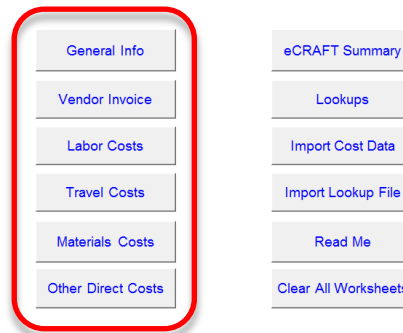 General Info
Vendor Invoice
Labor Costs
Travel Costs
Materials Costs
Other Direct Costs
eCRAFT Summary
Lookups
Import Cost Data
Import Lookup File
Read Me
Clear All Worksheets